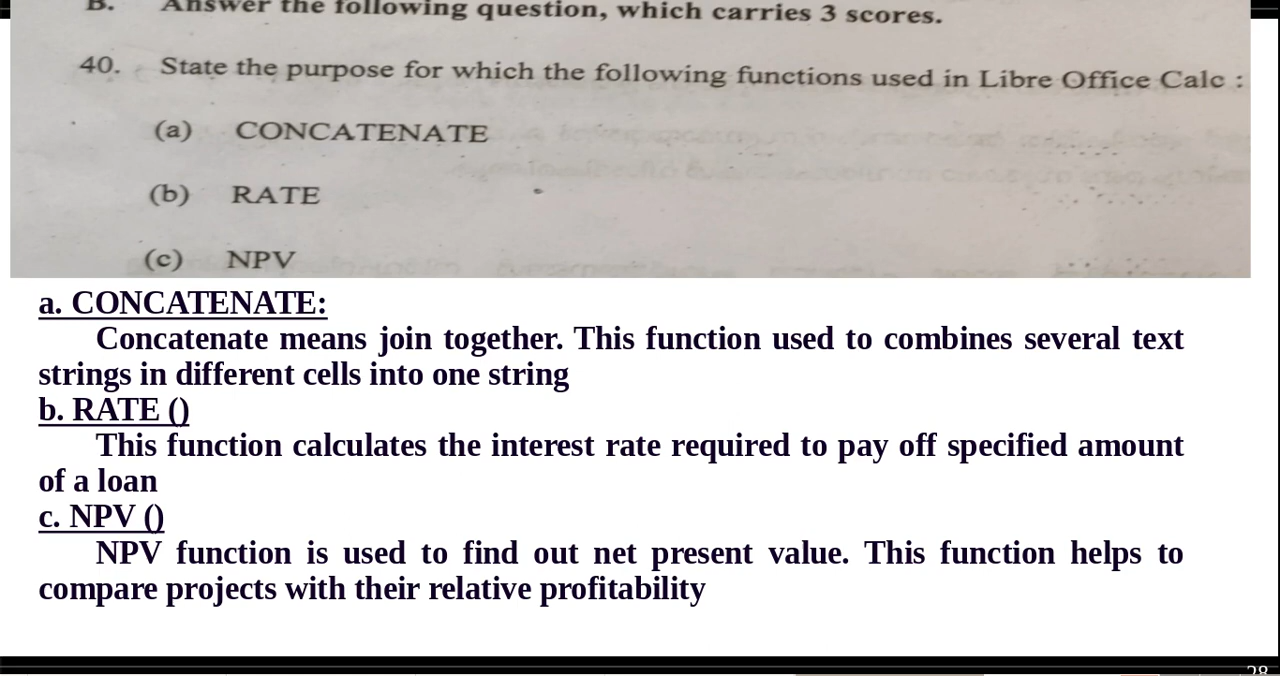 B. Answer the following question, which carries 3 scores.
40. State the purpose for which the following functions used in Libre Office Calc :
(a) CONCATENATE
(b) RATE
(c) NPV
a. CONCATENATE:
Concatenate means join together. This function used to combines several text
strings in different cells into one string
b. RATE ()
This function calculates the interest rate required to pay off specified amount
of a loan
c. NPV ()
NPV function is used to find out net present value. This function helps to
compare projects with their relative profitability
28